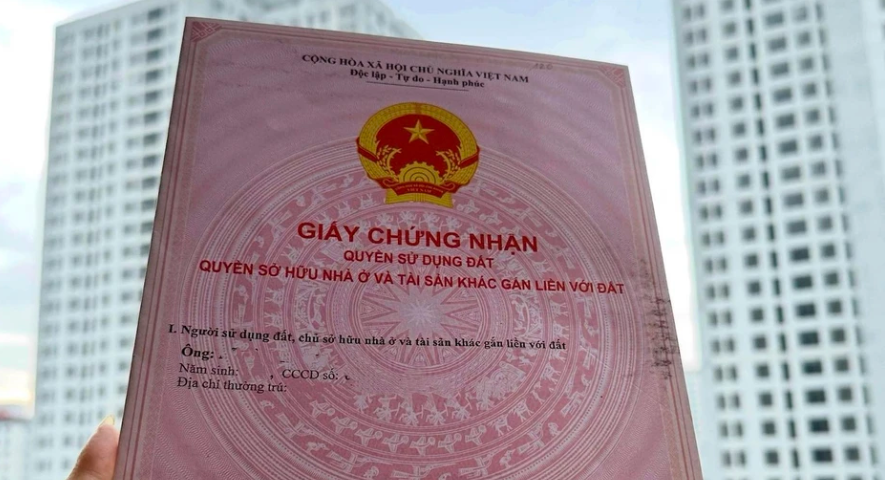 CỘNG HÒA XÃ HỘI CHỦ NGHĨA VIỆT NAM
Độc lập - Tự do - Hạnh phúc
GIẤY CHỨNG NHẬN
QUYỀN SỬ DỤNG ĐẤT
QUYỀN SỞ HỮU NHÀ Ở VÀ TÀI SẢN KHÁC GẮN LIỀN VỚI ĐẤT
I. Người sử dụng đất, chủ sở hữu nhà ở và tài sản khác gắn liền với đất
Ông:
Năm sinh: , CCCD số:
Địa chỉ thường trú: